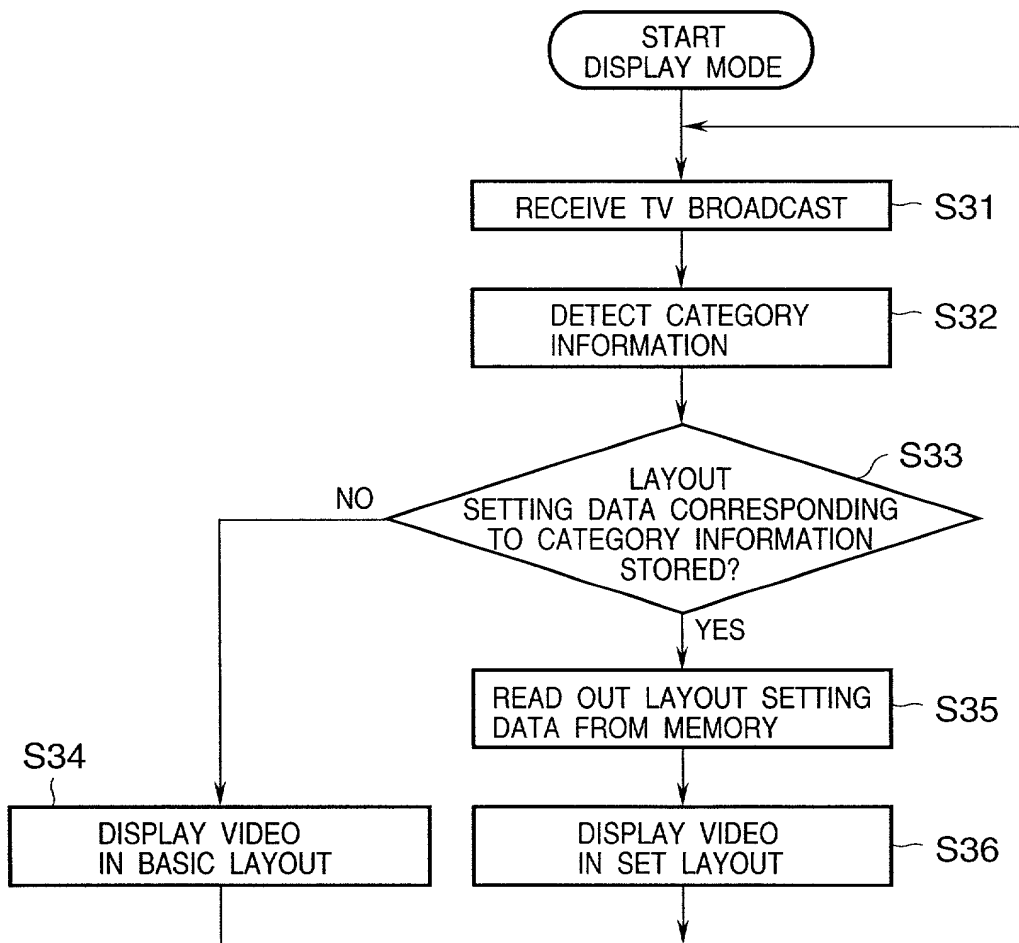 START
DISPLAY MODE
RECEIVE TV BROADCAST
S31
DETECT CATEGORY
INFORMATION
S32
S33
LAYOUT
SETTING DATA CORRESPONDING
TO CATEGORY INFORMATION
STORED?
NO
YES
READ OUT LAYOUT SETTING
DATA FROM MEMORY
S35
S34
DISPLAY VIDEO
IN BASIC LAYOUT
DISPLAY VIDEO
IN SET LAYOUT
S36